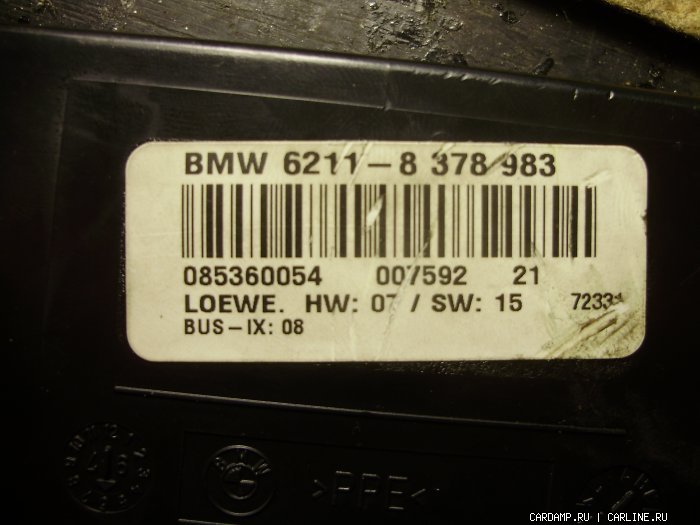 BMW 6211-8 378 983
085360054 007592 21
LOEWE. HW: 07 / SW: 15
BUS-IX: 08
>PPE<
CARDAMP.RU | CARLINE.RU